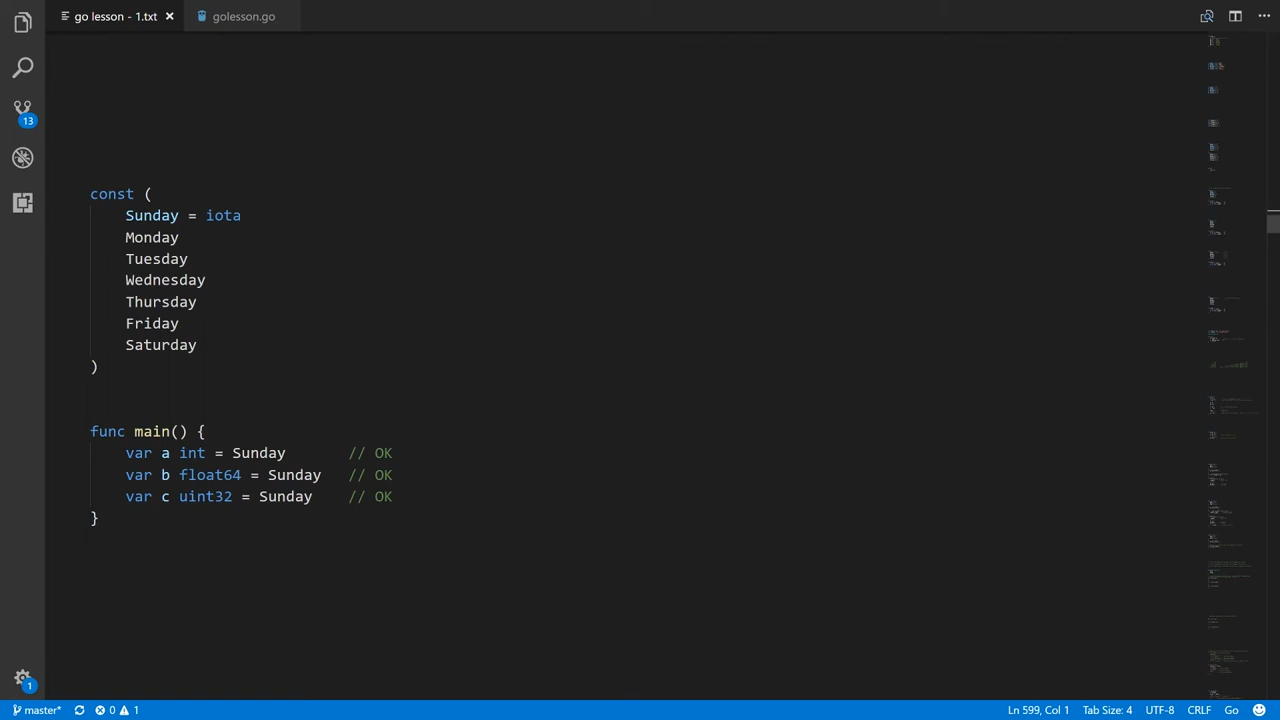 go lesson - 1.txt
golesson.go
13
const (
Sunday = iota
Monday
Tuesday
Wednesday
Thursday
Friday
Saturday
)
func main() {
var a int = Sunday // OK
var b float64 = Sunday // OK
var c uint32 = Sunday // OK
}
1
master* 0 1
Ln 599, Col 1 Tab Size: 4 UTF-8 CRLF Go